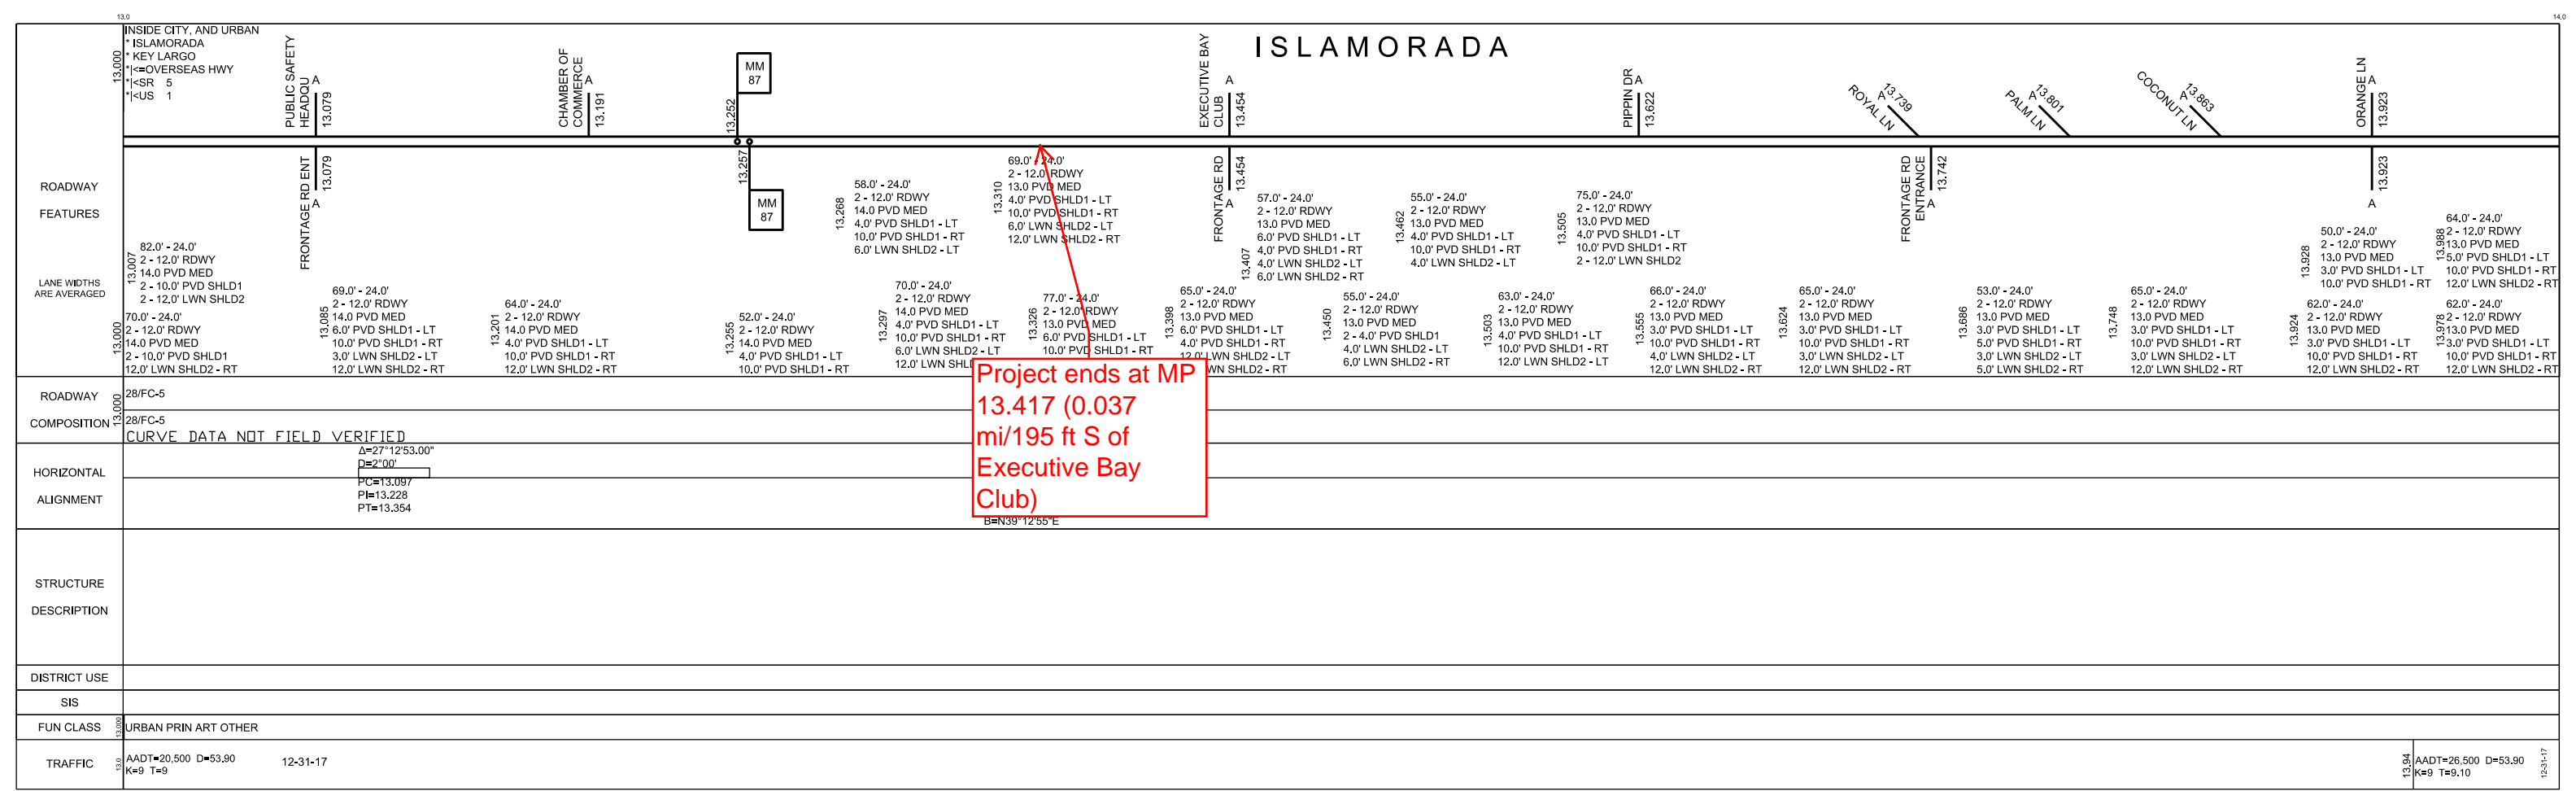 13.0
14.0
13.000
INSIDE CITY, AND URBAN
* ISLAMORADA
* KEY LARGO
*|<=OVERSEAS HWY
*|<SR 5
*|<US 1
ISLAMORADA
PUBLIC SAFETY
HEADQU
A
13.079
CHAMBER OF
COMMERCE
A
13.191
MM
87
13.252
EXECUTIVE BAY
CLUB
A
13.454
PIPPIN DR
A
13.622
ROYAL LN
A
13.739
PALM LN
A
13.801
COCONUT LN
A
13.863
ORANGE LN
A
13.923
ROADWAY
FEATURES
LANE WIDTHS
ARE AVERAGED
FRONTAGE RD ENT
A
13.079
13.257
MM
87
FRONTAGE RD
A
13.454
FRONTAGE RD
ENTRANCE
A
13.742
13.923
A
13.007
82.0' - 24.0'
2 - 12.0' RDWY
14.0 PVD MED
2 - 10.0' PVD SHLD1
2 - 12.0' LWN SHLD2
13.268
58.0' - 24.0'
2 - 12.0' RDWY
14.0 PVD MED
4.0' PVD SHLD1 - LT
10.0' PVD SHLD1 - RT
6.0' LWN SHLD2 - LT
13.310
69.0' - 24.0'
2 - 12.0' RDWY
13.0 PVD MED
4.0' PVD SHLD1 - LT
10.0' PVD SHLD1 - RT
6.0' LWN SHLD2 - LT
12.0' LWN SHLD2 - RT
13.407
57.0' - 24.0'
2 - 12.0' RDWY
13.0 PVD MED
6.0' PVD SHLD1 - LT
4.0' PVD SHLD1 - RT
4.0' LWN SHLD2 - LT
6.0' LWN SHLD2 - RT
13.462
55.0' - 24.0'
2 - 12.0' RDWY
13.0 PVD MED
4.0' PVD SHLD1 - LT
10.0' PVD SHLD1 - RT
4.0' LWN SHLD2 - LT
13.505
75.0' - 24.0'
2 - 12.0' RDWY
13.0 PVD MED
4.0' PVD SHLD1 - LT
10.0' PVD SHLD1 - RT
2 - 12.0' LWN SHLD2
13.928
50.0' - 24.0'
2 - 12.0' RDWY
13.0 PVD MED
3.0' PVD SHLD1 - LT
10.0' PVD SHLD1 - RT
13.988
64.0' - 24.0'
2 - 12.0' RDWY
13.0 PVD MED
5.0' PVD SHLD1 - LT
10.0' PVD SHLD1 - RT
12.0' LWN SHLD2 - RT
13.000
70.0' - 24.0'
2 - 12.0' RDWY
14.0 PVD MED
2 - 10.0' PVD SHLD1
12.0' LWN SHLD2 - RT
13.085
69.0' - 24.0'
2 - 12.0' RDWY
14.0 PVD MED
6.0' PVD SHLD1 - LT
10.0' PVD SHLD1 - RT
3.0' LWN SHLD2 - LT
12.0' LWN SHLD2 - RT
13.201
64.0' - 24.0'
2 - 12.0' RDWY
14.0 PVD MED
4.0' PVD SHLD1 - LT
10.0' PVD SHLD1 - RT
12.0' LWN SHLD2 - RT
13.255
52.0' - 24.0'
2 - 12.0' RDWY
14.0 PVD MED
4.0' PVD SHLD1 - LT
10.0' PVD SHLD1 - RT
13.297
70.0' - 24.0'
2 - 12.0' RDWY
14.0 PVD MED
4.0' PVD SHLD1 - LT
10.0' PVD SHLD1 - RT
6.0' LWN SHLD2 - LT
12.0' LWN SHL
13.326
77.0' - 24.0'
2 - 12.0' RDWY
13.0 PVD MED
6.0' PVD SHLD1 - LT
10.0' PVD SHLD1 - RT
13.398
65.0' - 24.0'
2 - 12.0' RDWY
13.0 PVD MED
6.0' PVD SHLD1 - LT
4.0' PVD SHLD1 - RT
12.0' LWN SHLD2 - LT
WN SHLD2 - RT
13.450
55.0' - 24.0'
2 - 12.0' RDWY
13.0 PVD MED
2 - 4.0' PVD SHLD1
4.0' LWN SHLD2 - LT
6.0' LWN SHLD2 - RT
13.503
63.0' - 24.0'
2 - 12.0' RDWY
13.0 PVD MED
4.0' PVD SHLD1 - LT
10.0' PVD SHLD1 - RT
12.0' LWN SHLD2 - LT
13.555
66.0' - 24.0'
2 - 12.0' RDWY
13.0 PVD MED
3.0' PVD SHLD1 - LT
10.0' PVD SHLD1 - RT
4.0' LWN SHLD2 - LT
12.0' LWN SHLD2 - RT
13.624
65.0' - 24.0'
2 - 12.0' RDWY
13.0 PVD MED
3.0' PVD SHLD1 - LT
10.0' PVD SHLD1 - RT
3.0' LWN SHLD2 - LT
12.0' LWN SHLD2 - RT
13.686
53.0' - 24.0'
2 - 12.0' RDWY
13.0 PVD MED
3.0' PVD SHLD1 - LT
5.0' PVD SHLD1 - RT
3.0' LWN SHLD2 - LT
5.0' LWN SHLD2 - RT
13.748
65.0' - 24.0'
2 - 12.0' RDWY
13.0 PVD MED
3.0' PVD SHLD1 - LT
10.0' PVD SHLD1 - RT
3.0' LWN SHLD2 - LT
12.0' LWN SHLD2 - RT
13.924
62.0' - 24.0'
2 - 12.0' RDWY
13.0 PVD MED
3.0' PVD SHLD1 - LT
10.0' PVD SHLD1 - RT
12.0' LWN SHLD2 - RT
13.978
62.0' - 24.0'
2 - 12.0' RDWY
13.0 PVD MED
3.0' PVD SHLD1 - LT
10.0' PVD SHLD1 - RT
12.0' LWN SHLD2 - RT
Project ends at MP
13.417 (0.037
mi/195 ft S of
Executive Bay
Club)
ROADWAY
COMPOSITION
13.000
28/FC-5
28/FC-5
CURVE DATA NOT FIELD VERIFIED
HORIZONTAL
ALIGNMENT
Δ=27°12'53.00"
D=2°00'
PC=13.097
PI=13.228
PT=13.354
B=N39°12'55"E
STRUCTURE
DESCRIPTION
DISTRICT USE
SIS
FUN CLASS
13.000
URBAN PRIN ART OTHER
TRAFFIC
13.0
AADT=20,500 D=53.90
K=9 T=9
12-31-17
13.94
AADT=26,500 D=53.90
K=9 T=9.10
12-31-17